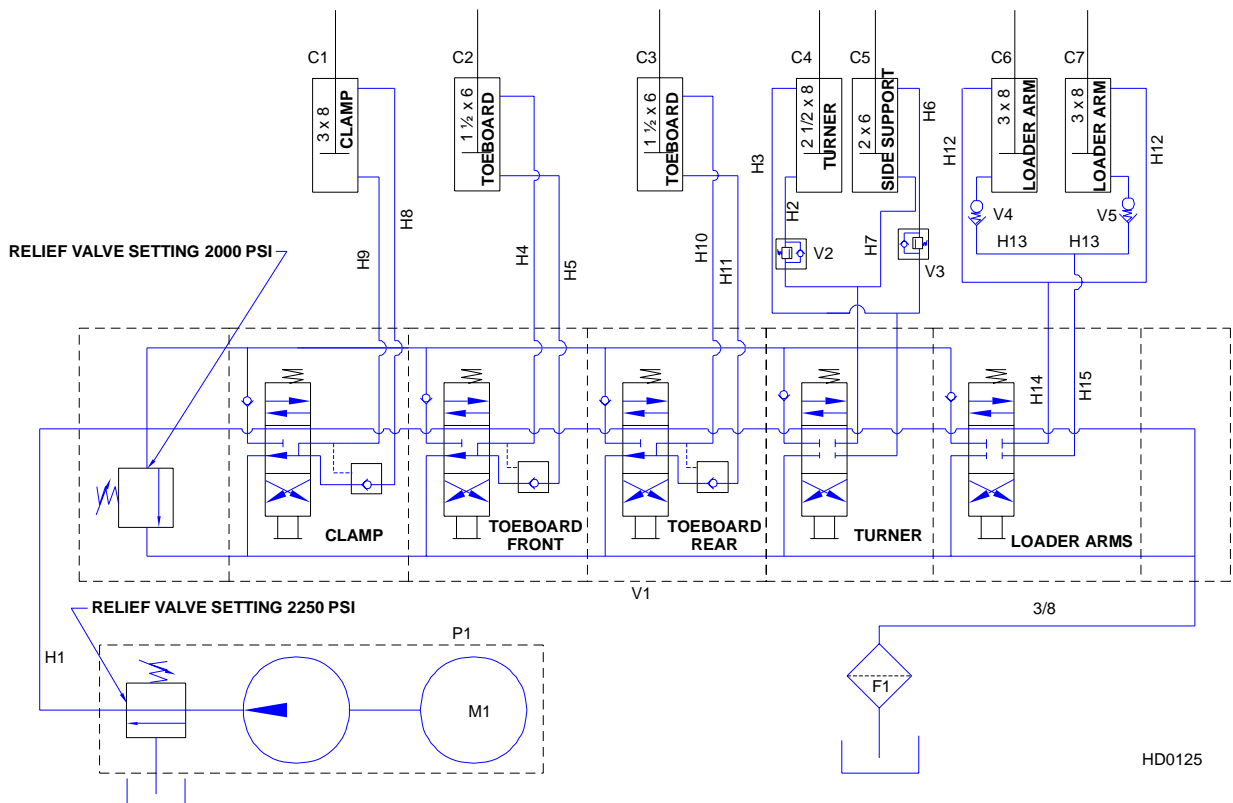 C1
C2
C3
C4
C5
C6
C7
3 x 8
CLAMP
1 ½ x 6
TOEBOARD
1 ½ x 6
TOEBOARD
2 1/2 x 8
TURNER
2 x 6
SIDE SUPPORT
3 x 8
LOADER ARM
3 x 8
LOADER ARM
H3
H6
H12
H12
H2
V4
V5
RELIEF VALVE SETTING 2000 PSI
H9
H8
H4
H5
H10
H11
V2
H7
V3
H13
H13
H14
H15
CLAMP
TOEBOARD
FRONT
TOEBOARD
REAR
TURNER
LOADER ARMS
V1
RELIEF VALVE SETTING 2250 PSI
3/8
P1
H1
M1
F1
HD0125